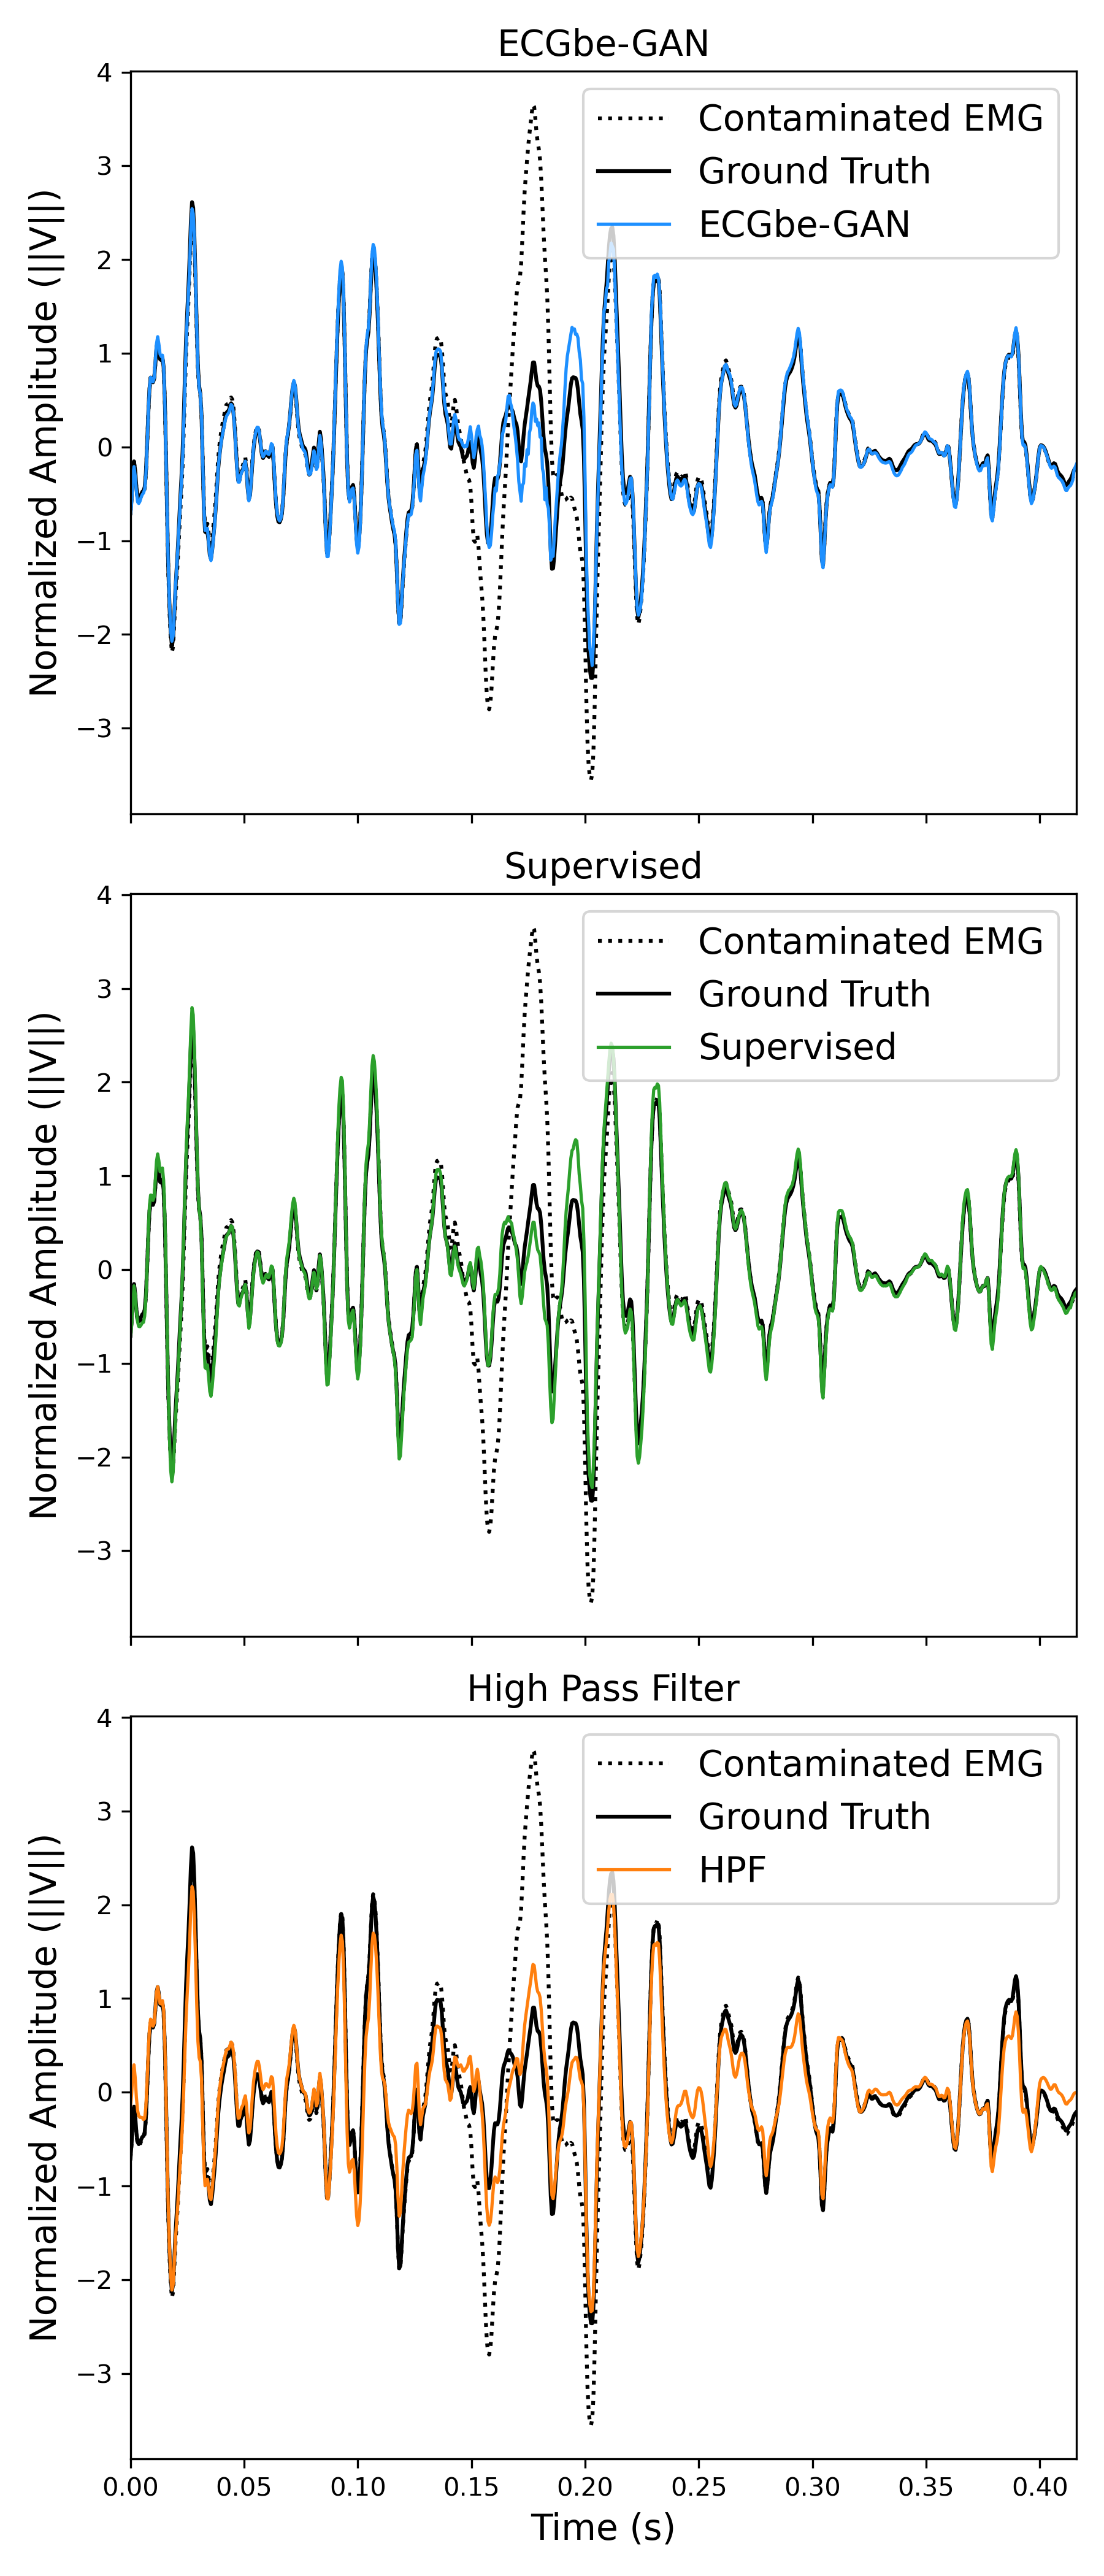 ECGbe-GAN
4
3
2
1
0
−1
−2
−3
Normalized Amplitude (||V||)
Contaminated EMG
Ground Truth
ECGbe-GAN
Supervised
4
3
2
1
0
−1
−2
−3
Normalized Amplitude (||V||)
Contaminated EMG
Ground Truth
Supervised
High Pass Filter
4
3
2
1
0
−1
−2
−3
Normalized Amplitude (||V||)
Contaminated EMG
Ground Truth
HPF
0.00 0.05 0.10 0.15 0.20 0.25 0.30 0.35 0.40
Time (s)